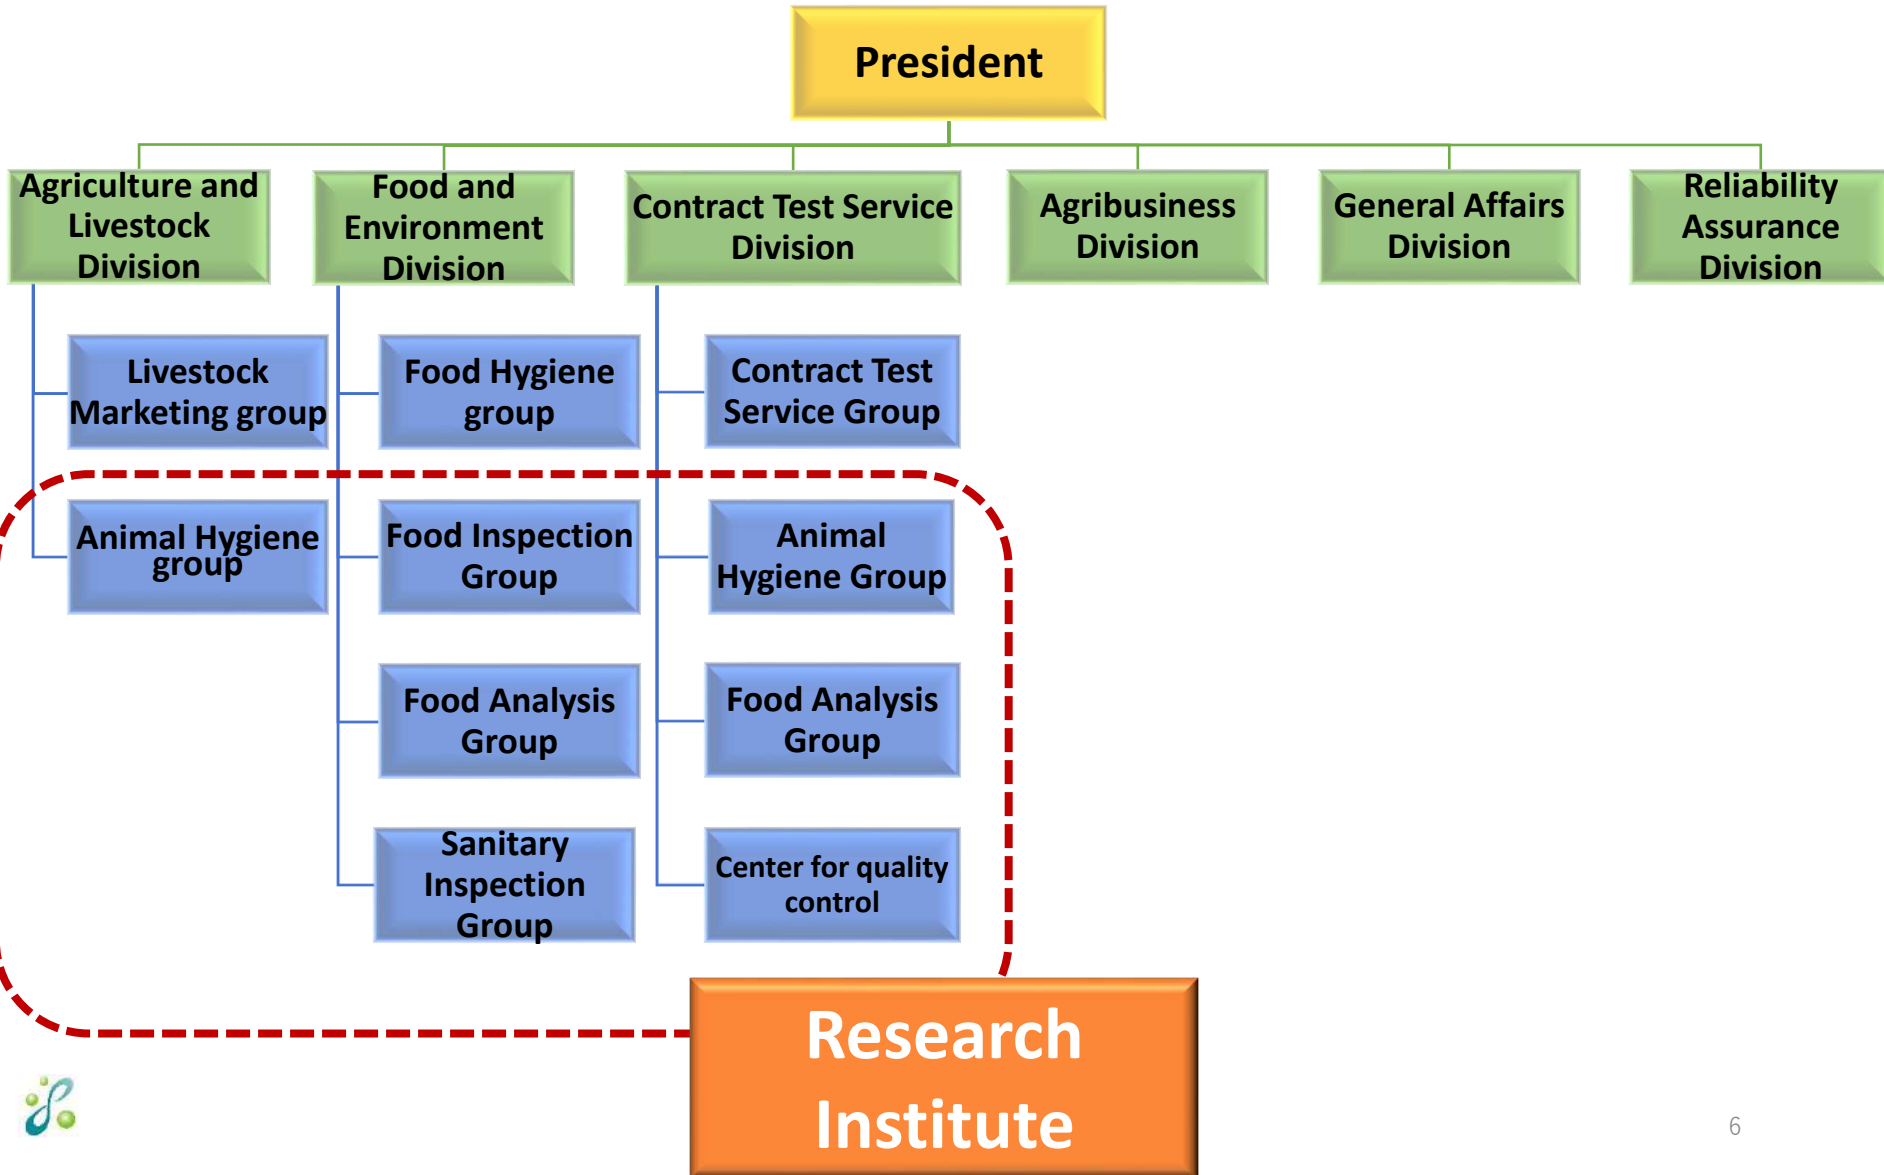 President
Agriculture and
Livestock
Division
Food and
Environment
Division
Contract Test Service
Division
Agribusiness
Division
General Affairs
Division
Reliability
Assurance
Division
Livestock
Marketing group
Food Hygiene
group
Contract Test
Service Group
Animal Hygiene
group
Food Inspection
Group
Animal
Hygiene Group
Food Analysis
Group
Food Analysis
Group
Sanitary
Inspection
Group
Center for quality
control
Research
Institute
6